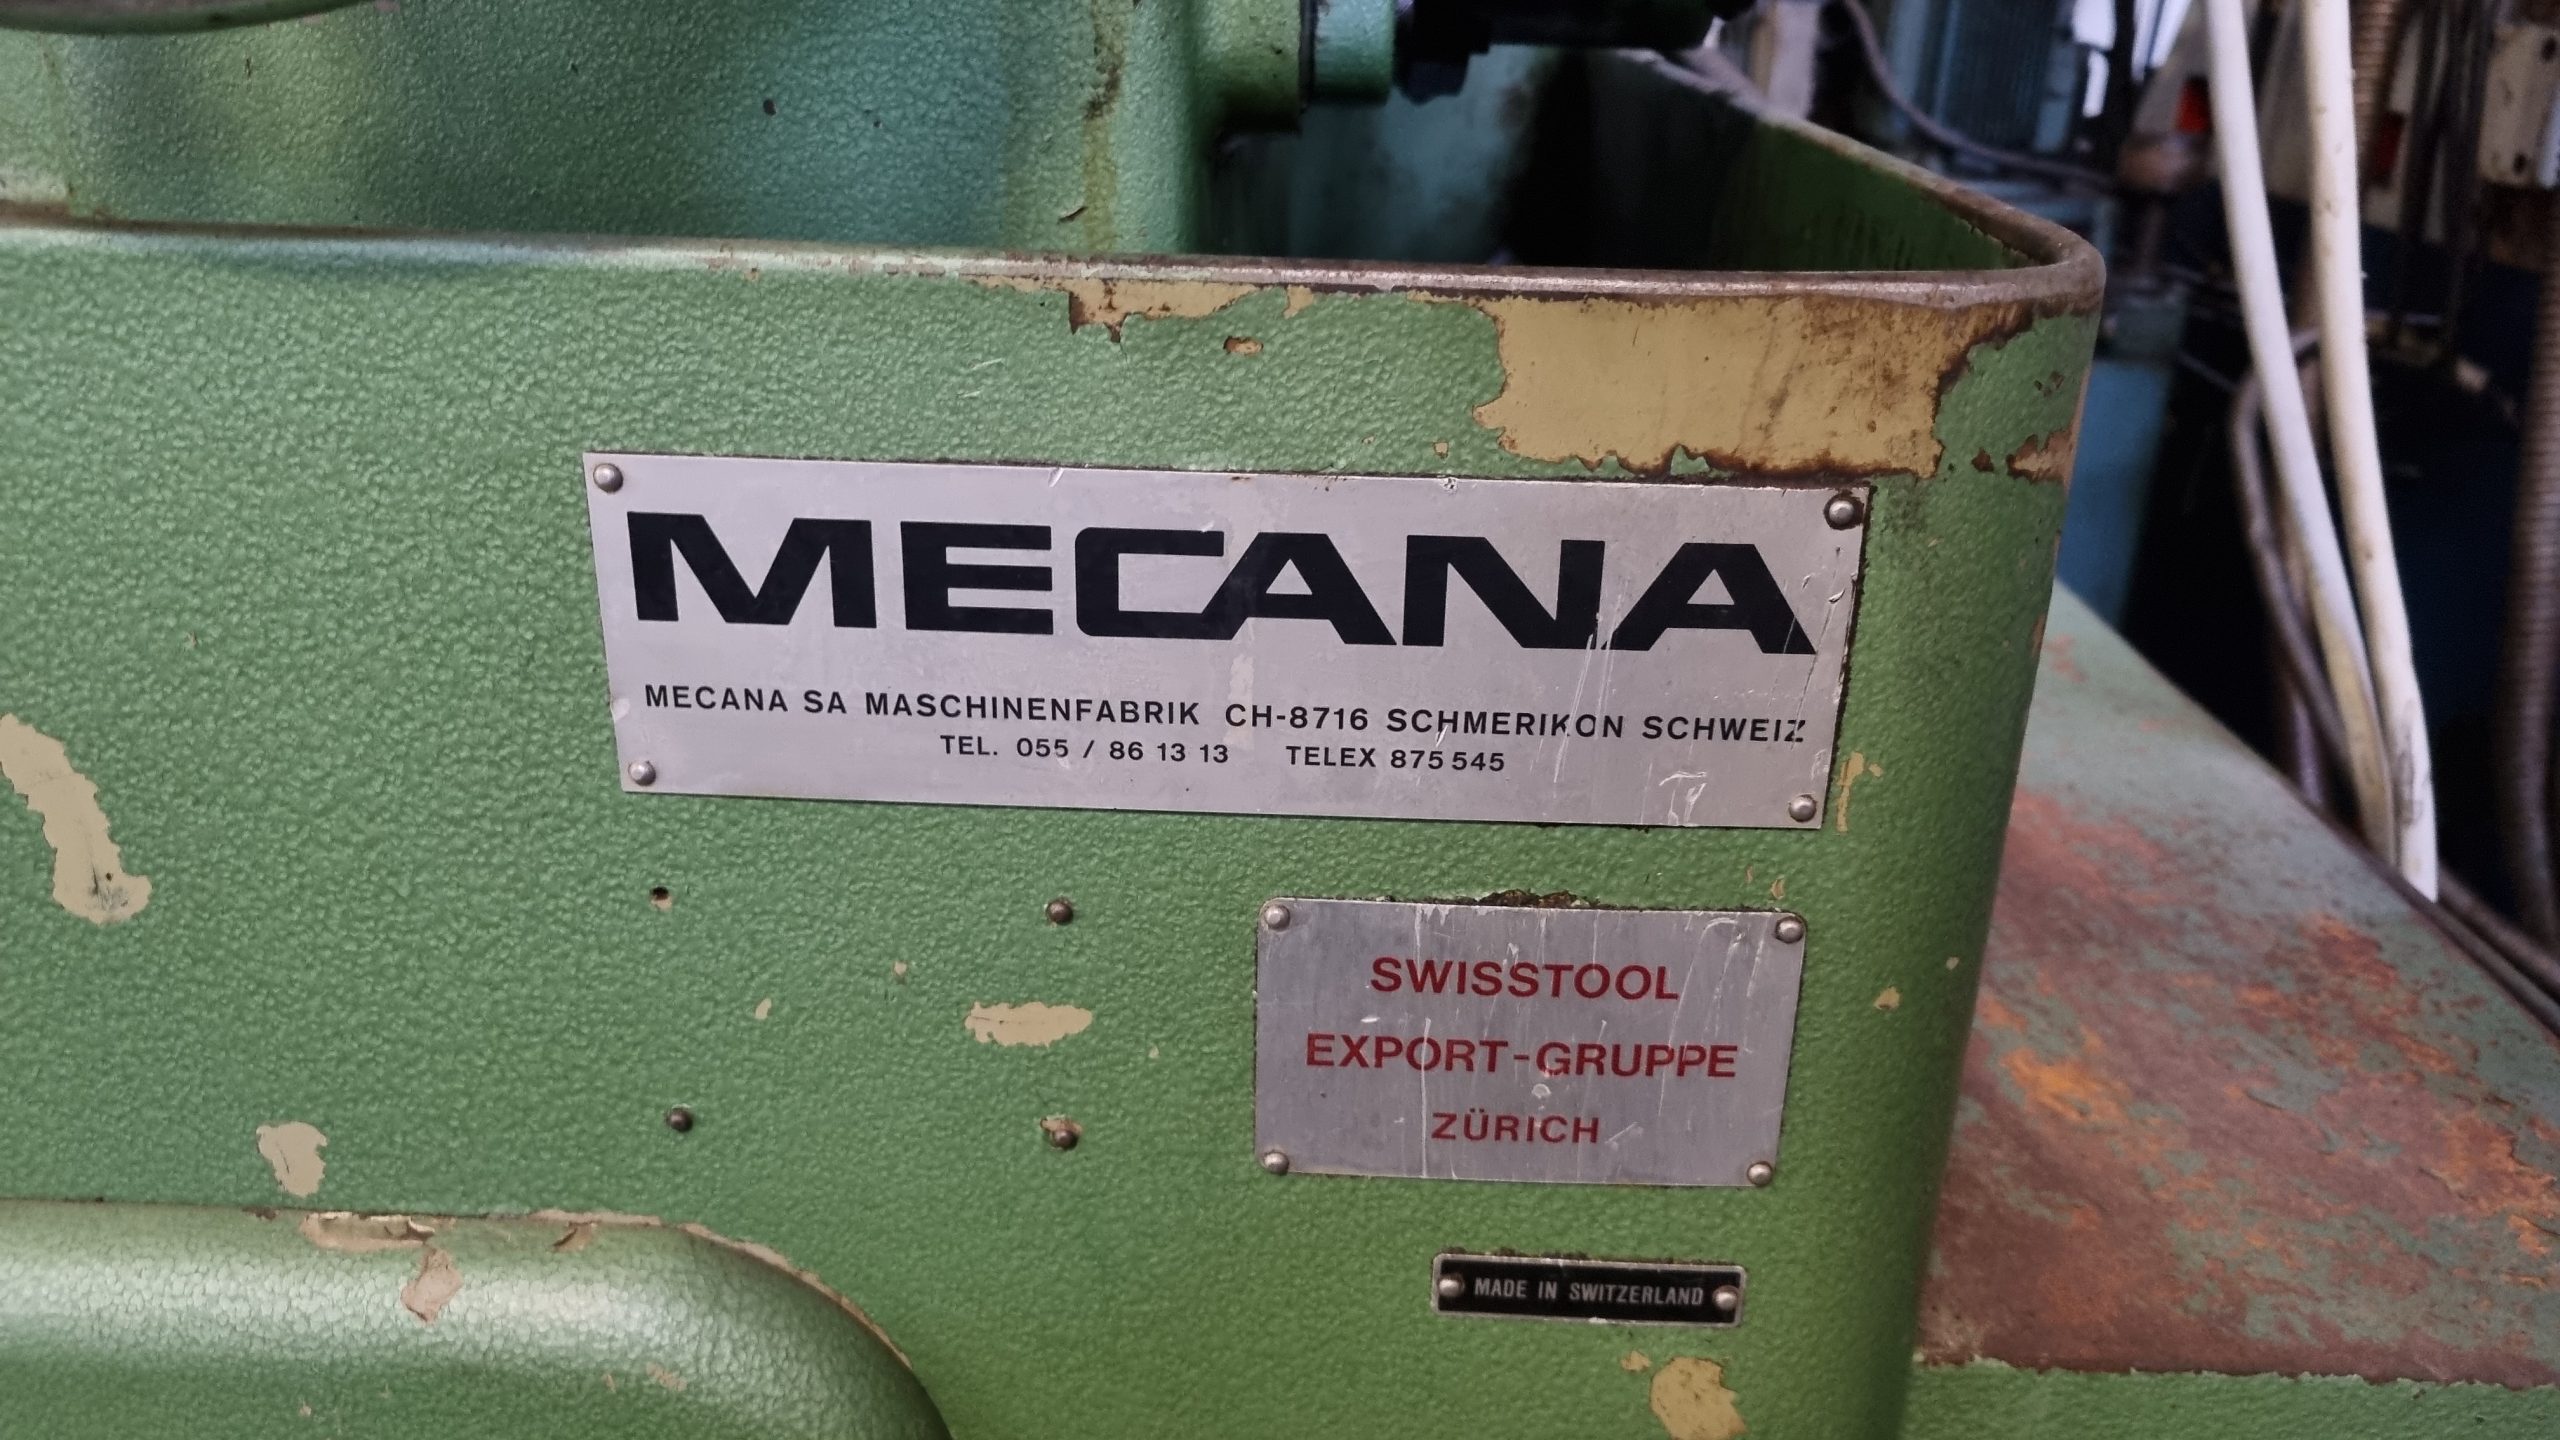 MECANA
MECANA SA MASCHINENFABRIK CH-8716 SCHMERIKON SCHWEIZ
TEL. 055 / 86 13 13 TELEX 875 545
SWISSTOOL
EXPORT-GRUPPE
ZÜRICH
MADE IN SWITZERLAND